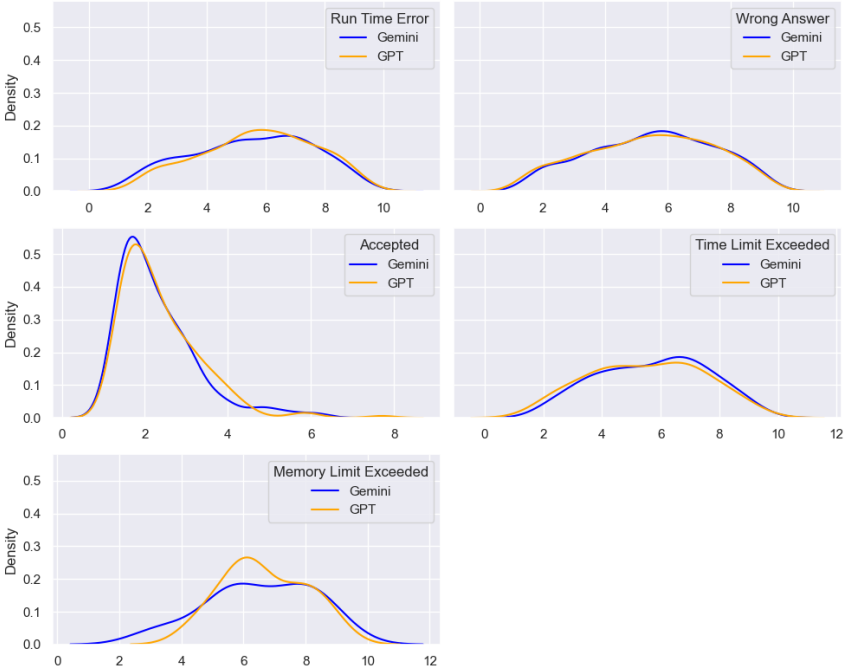 Run Time Error
Gemini
GPT
Density
0.5
0.4
0.3
0.2
0.1
0.0
0 2 4 6 8 10
Wrong Answer
Gemini
GPT
0 2 4 6 8 10
Accepted
Gemini
GPT
Density
0.5
0.4
0.3
0.2
0.1
0.0
0 2 4 6 8
Time Limit Exceeded
Gemini
GPT
0 2 4 6 8 10 12
Memory Limit Exceeded
Gemini
GPT
Density
0.5
0.4
0.3
0.2
0.1
0.0
0 2 4 6 8 10 12